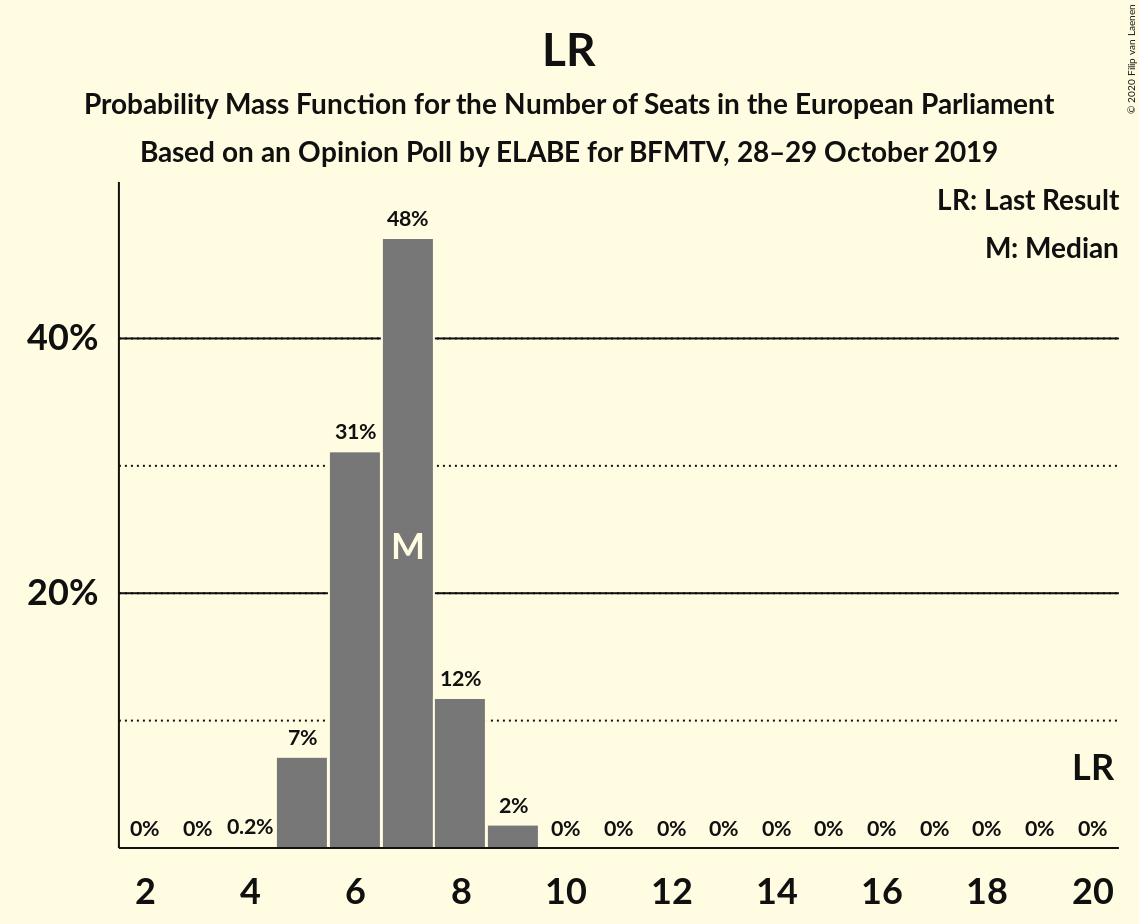 LR
Probability Mass Function for the Number of Seats in the European Parliament
Based on an Opinion Poll by ELABE for BFMTV, 28–29 October 2019
© 2020 Filip van Laenen
LR: Last Result
M: Median
48%
40%
31%
M
20%
12%
7%
LR
2%
0% 0% 0.2% 0% 0% 0% 0% 0% 0% 0% 0% 0% 0% 0%
2 4 6 8 10 12 14 16 18 20